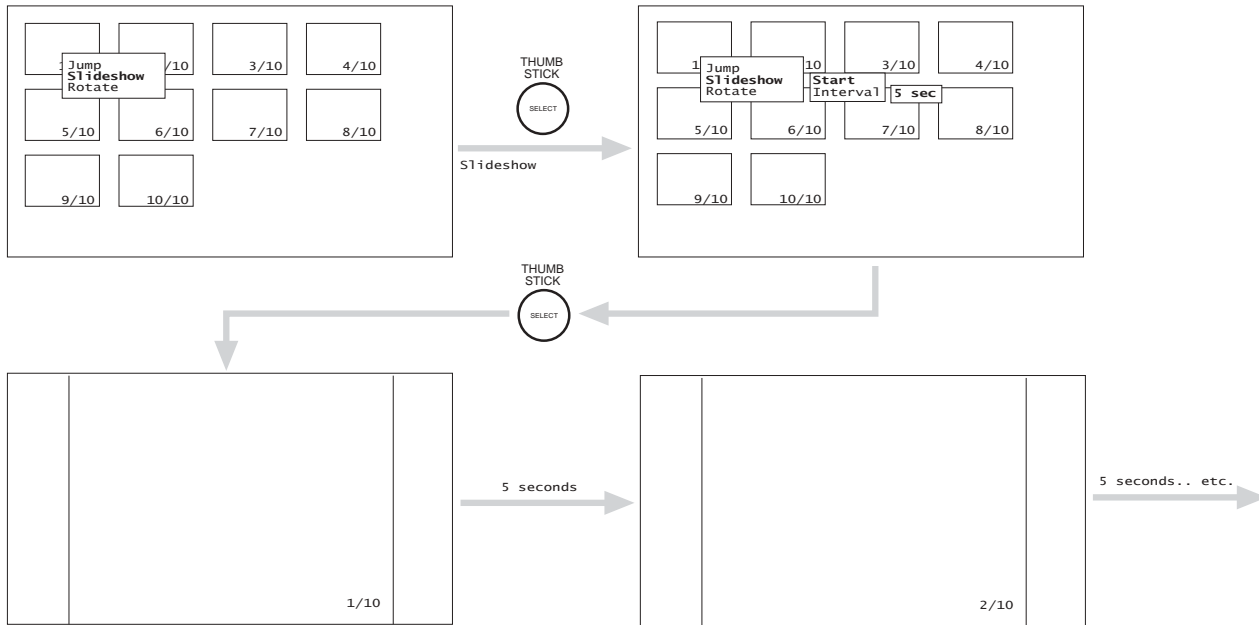 Jump
Slideshow
Rotate
1
/10
3/10
4/10
5/10
6/10
7/10
8/10
9/10
10/10
THUMB
STICK
SELECT
Slideshow
Jump
Slideshow
Rotate
Start
Interval
5 sec
1
10
3/10
4/10
5/10
6/10
7/10
8/10
9/10
10/10
THUMB
STICK
SELECT
1/10
5 seconds
2/10
5 seconds.. etc.